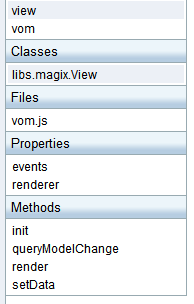 view
vom
Classes
libs.magix.View
Files
vom.js
Properties
events
renderer
Methods
init
queryModelChange
render
setData